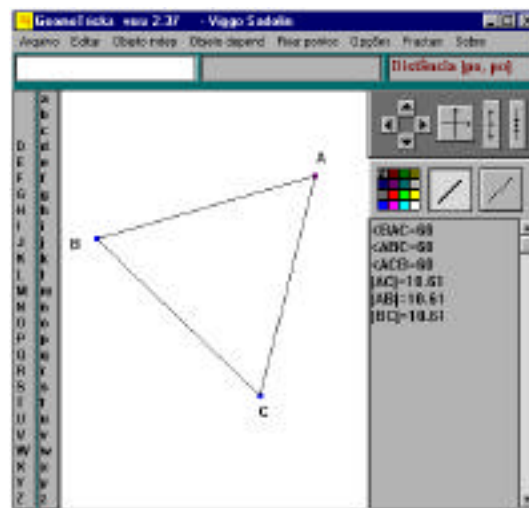 GeomeTricks vers 2.37 - Viggo Sadolin
Arquivo Editar Objeto indep Objeto depend Fixar pontos Opções Fractais Sobre
Distância [po, po]
a
b
c
D d
E e
F f
G g
H h
I i
J j
K k
L l
M m
N n
O o
P p
Q q
R r
S s
T t
U u
V v
W w
X x
Y y
Z z
A
B
C
<BAC=60
<ABC=60
<ACB=60
|AC|=10.61
|AB|=10.61
|BC|=10.61